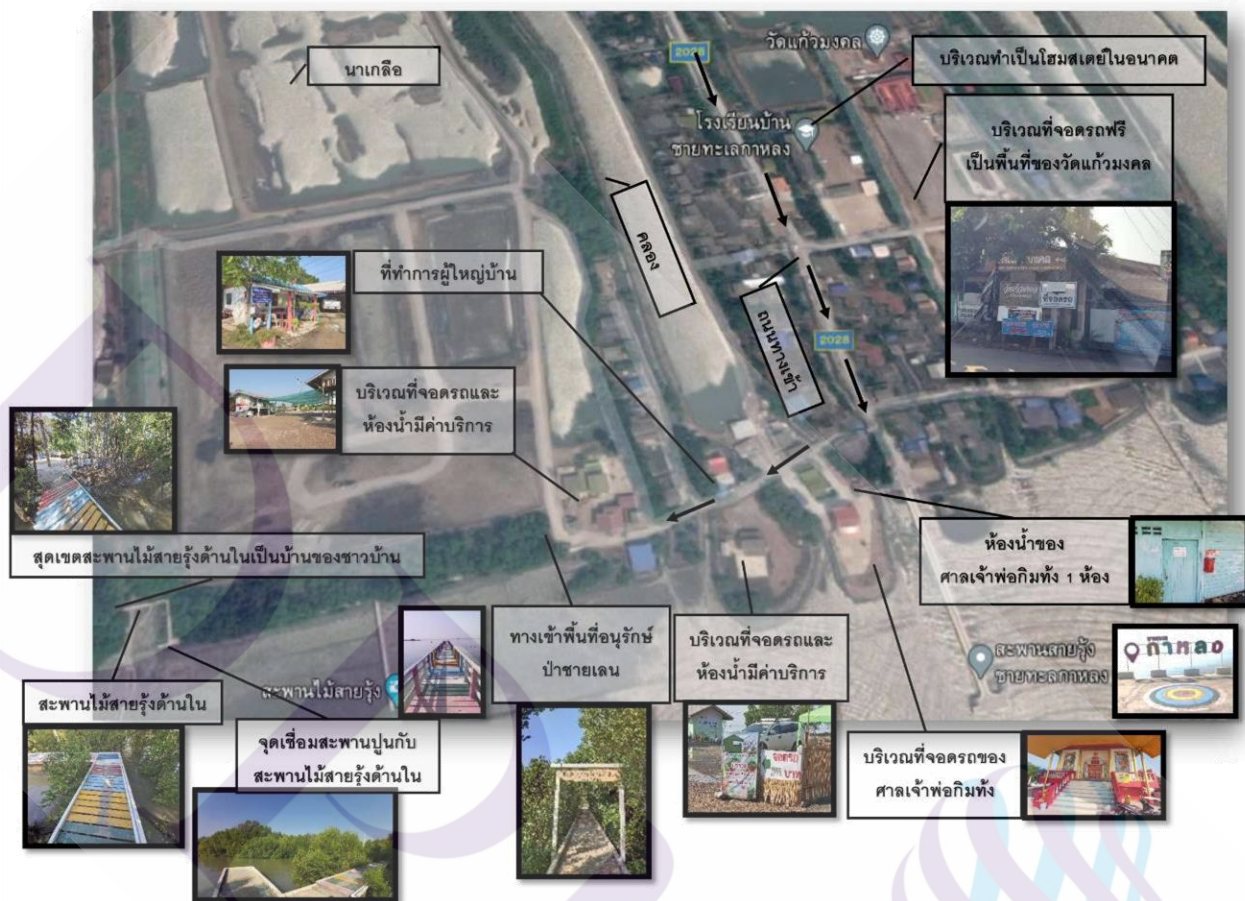 นาเกลือ
2028
วัดแก้วมงคล
บริเวณทำเป็นโฮมสเตย์ในอนาคต
โรงเรียนบ้าน
ชายทะเลกาหลง
บริเวณที่จอดรถฟรี
เป็นพื้นที่ของวัดแก้วมงคล
ที่จอดรถ
คลอง
ที่ทำการผู้ใหญ่บ้าน
ถนนทางเข้า
2028
บริเวณที่จอดรถและ
ห้องน้ำมีค่าบริการ
สุดเขตสะพานไม้สายรุ้งด้านในเป็นบ้านของชาวบ้าน
ห้องน้ำของ
ศาลเจ้าพ่อกิมทั้ง 1 ห้อง
ทางเข้าพื้นที่อนุรักษ์
ป่าชายเลน
บริเวณที่จอดรถและ
ห้องน้ำมีค่าบริการ
สะพานสายรุ้ง
ชายทะลกาหลง
กาหลง
สะพานไม้สายรุ้ง
สะพานไม้สายรุ้งด้านใน
จุดเชื่อมสะพานปูนกับ
สะพานไม้สายรุ้งด้านใน
จอดรถ
บาท
บริเวณที่จอดรถของ
ศาลเจ้าพ่อกิมทั้ง